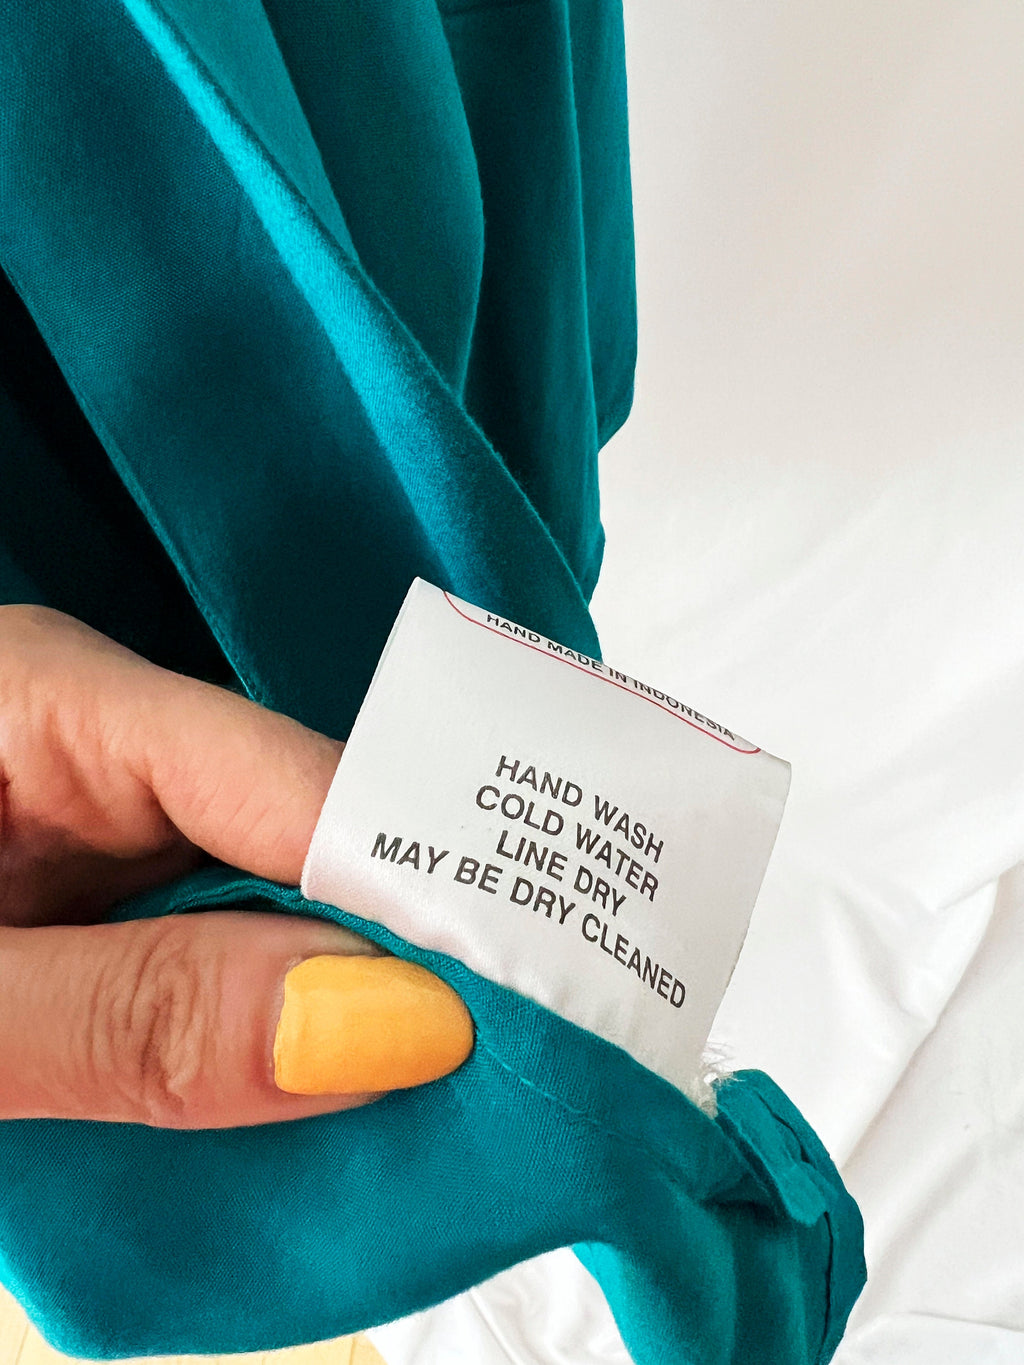 HAND MADE IN INDONESIA
HAND WASH
COLD WATER
LINE DRY
MAY BE DRY CLEANED